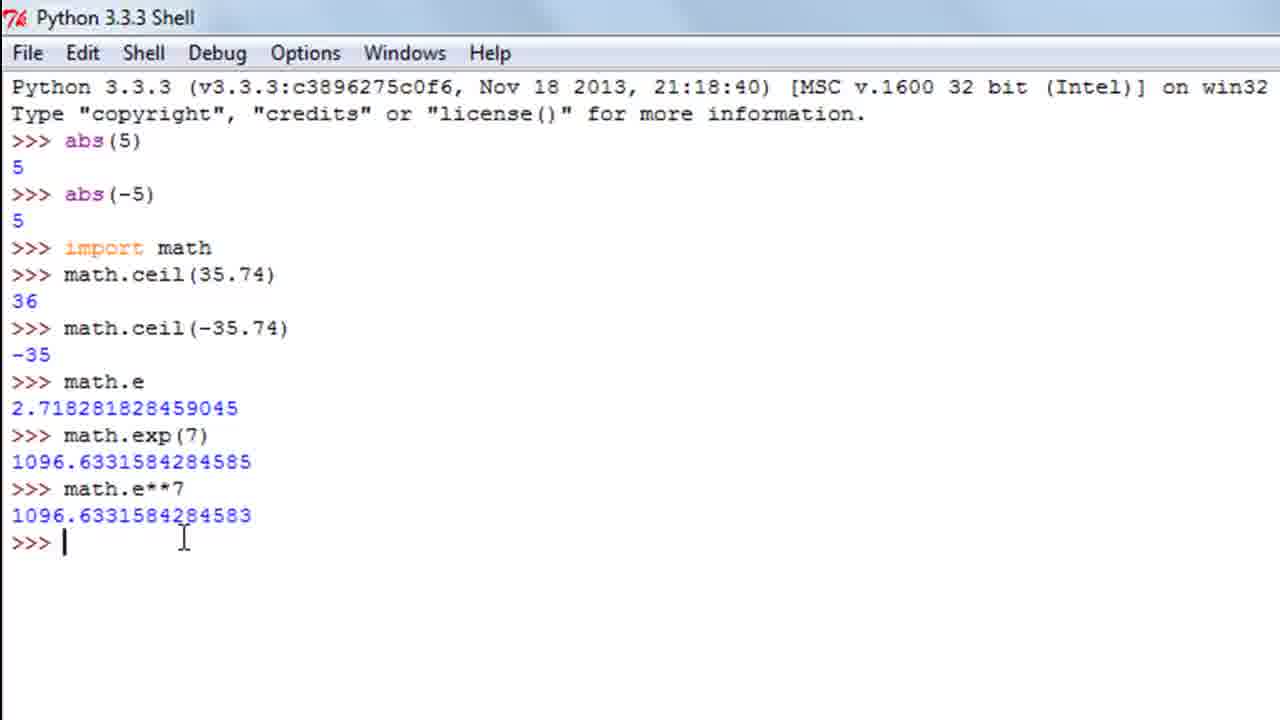 Python 3.3.3 Shell
File Edit Shell Debug Options Windows Help
Python 3.3.3 (v3.3.3:c3896275c0f6, Nov 18 2013, 21:18:40) [MSC v.1600 32 bit (Intel)] on win32
Type "copyright", "credits" or "license()" for more information.
>>> abs(5)
5
>>> abs(-5)
5
>>> import math
>>> math.ceil(35.74)
36
>>> math.ceil(-35.74)
-35
>>> math.e
2.718281828459045
>>> math.exp(7)
1096.6331584284585
>>> math.e**7
1096.6331584284583
>>>